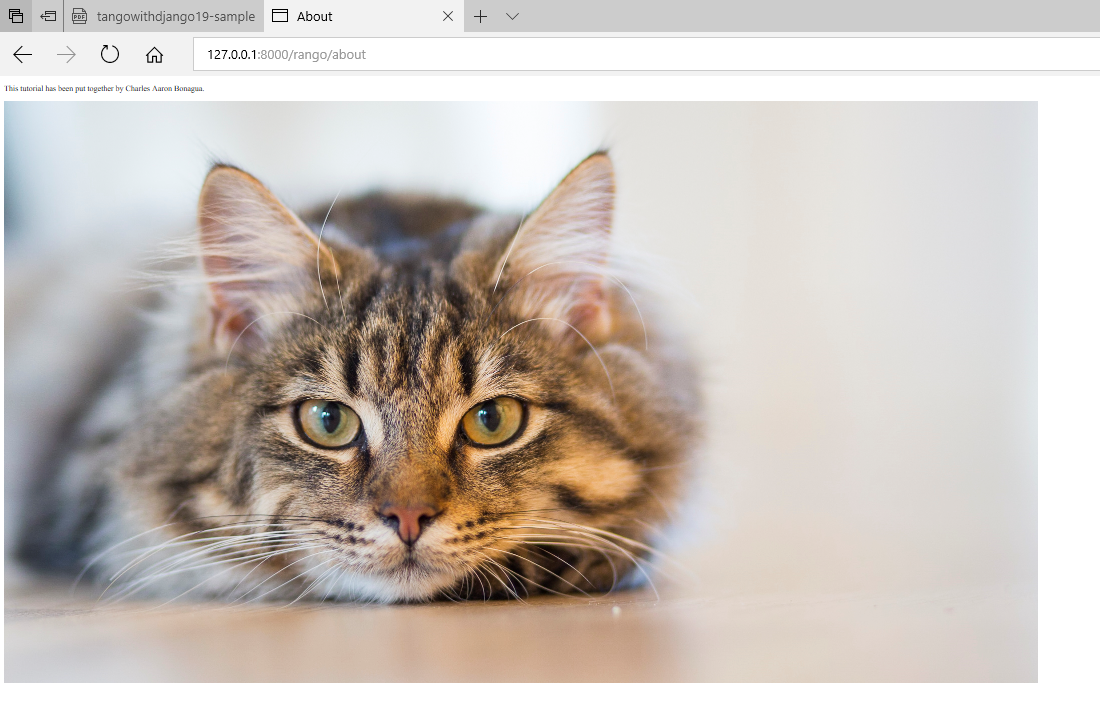 tangowithdjango19-sample
About
127.0.0.1:8000/rango/about
This tutorial has been put together by Charles Aaron Bonagua.